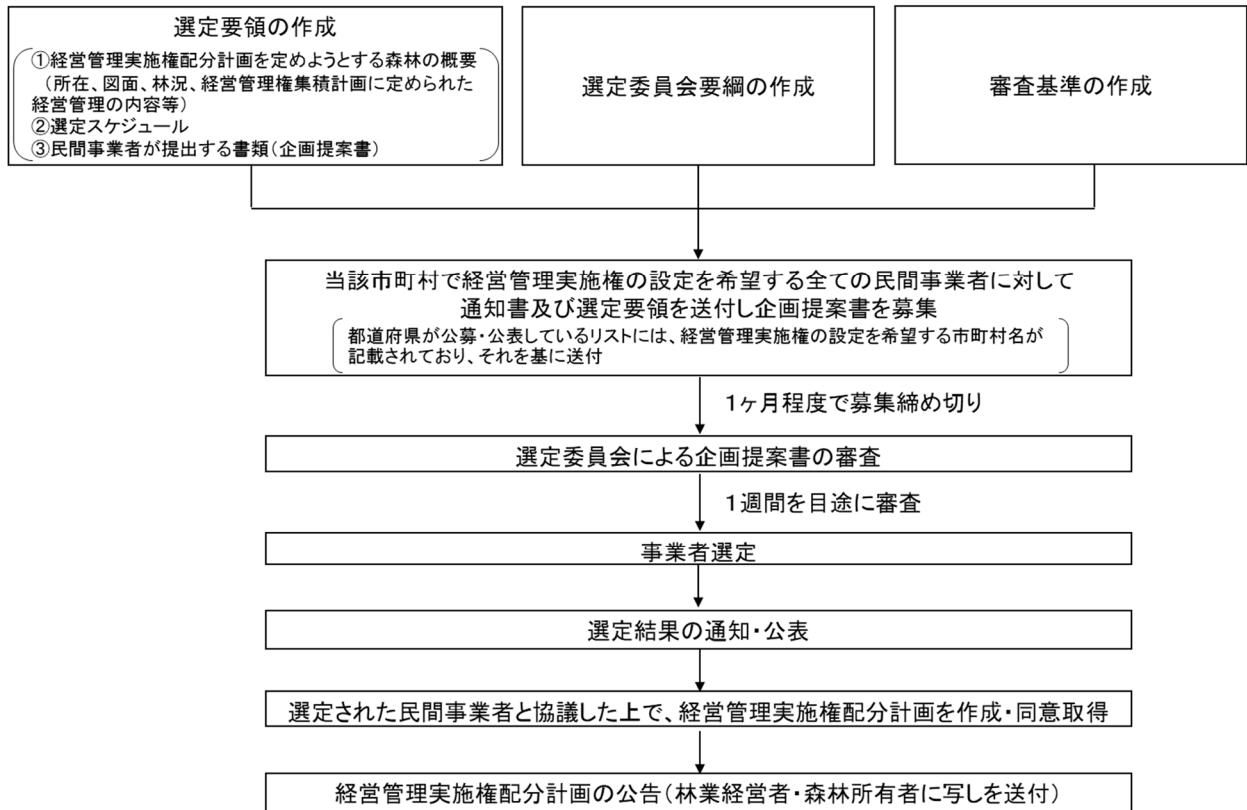 選定要領の作成
①経営管理実施権配分計画を定めようとする森林の概要
(所在、図面、林況、経営管理権集積計画に定められた
経営管理の内容等)
②選定スケジュール
③民間事業者が提出する書類(企画提案書)
選定委員会要綱の作成
審査基準の作成
当該市町村で経営管理実施権の設定を希望する全ての民間事業者に対して
通知書及び選定要領を送付し企画提案書を募集
都道府県が公募・公表しているリストには、経営管理実施権の設定を希望する市町村名が
記載されており、それを基に送付
1ヶ月程度で募集締め切り
選定委員会による企画提案書の審査
1週間を目途に審査
事業者選定
選定結果の通知・公表
選定された民間事業者と協議した上で、経営管理実施権配分計画を作成・同意取得
経営管理実施権配分計画の公告(林業経営者・森林所有者に写しを送付)